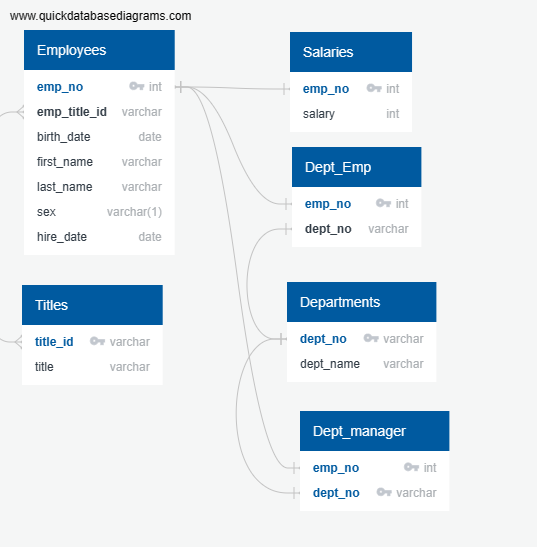 www.quickdatabasediagrams.com
Employees
emp_no int
emp_title_id varchar
birth_date date
first_name varchar
last_name varchar
sex varchar(1)
hire_date date
Titles
title_id varchar
title varchar
Salaries
emp_no int
salary int
Dept_Emp
emp_no int
dept_no varchar
Departments
dept_no varchar
dept_name varchar
Dept_manager
emp_no int
dept_no varchar